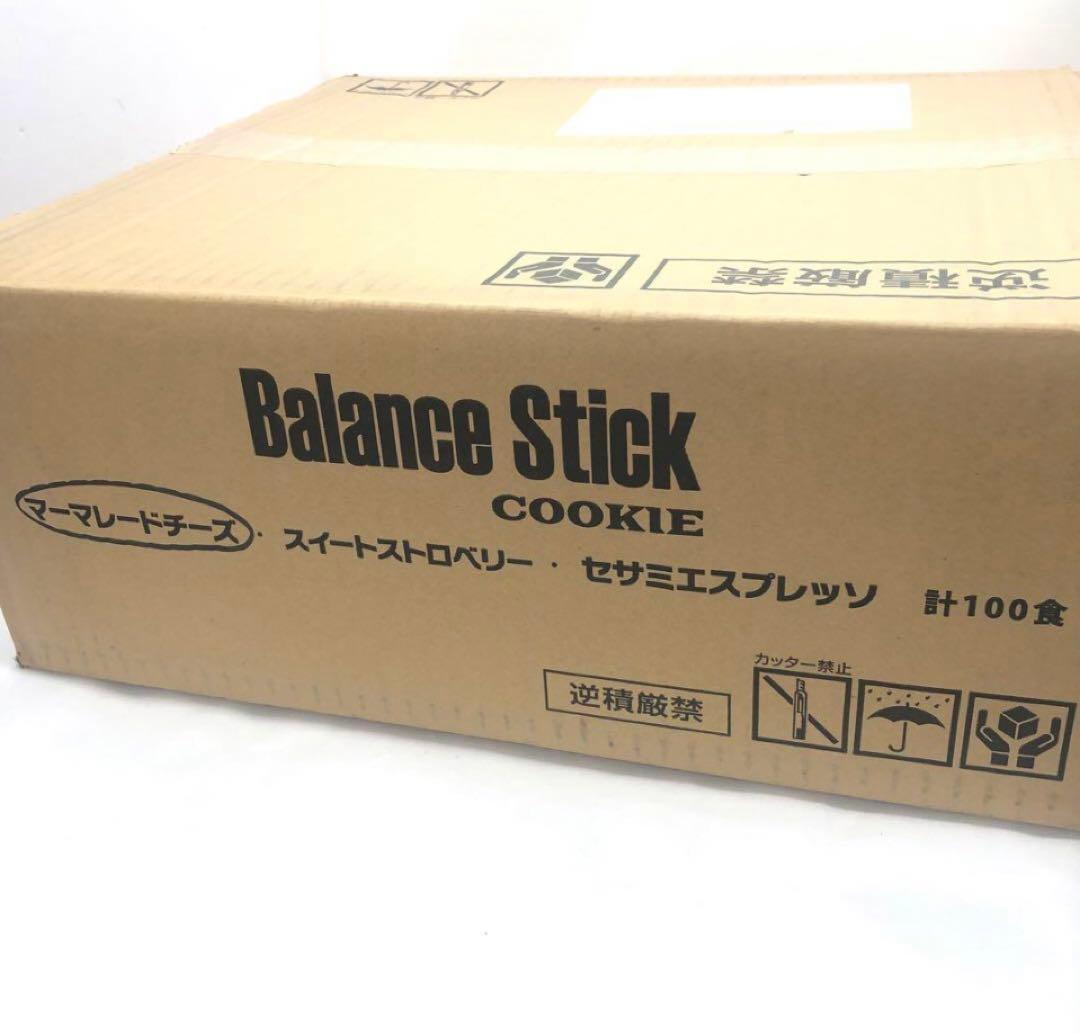 逆積厳禁
Balance Stick
COOKIE
マーマレードチーズ・スイートストロベリー・セサミエスプレッソ 計100食
カッター禁止
逆積厳禁